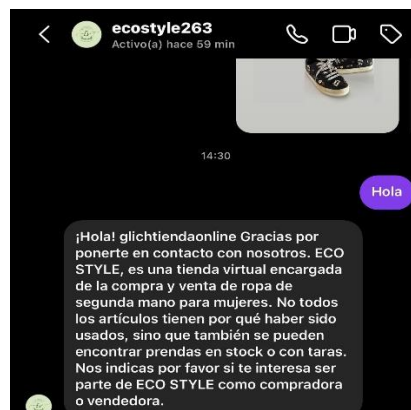 ecostyle263
Activo(a) hace 59 min
14:30
Hola
¡Hola! glichtiendaonline Gracias por
ponerte en contacto con nosotros. ECO
STYLE, es una tienda virtual encargada
de la compra y venta de ropa de
segunda mano para mujeres. No todos
los artículos tienen por qué haber sido
usados, sino que también se pueden
encontrar prendas en stock o con taras.
Nos indicas por favor si te interesa ser
parte de ECO STYLE como compradora
o vendedora.